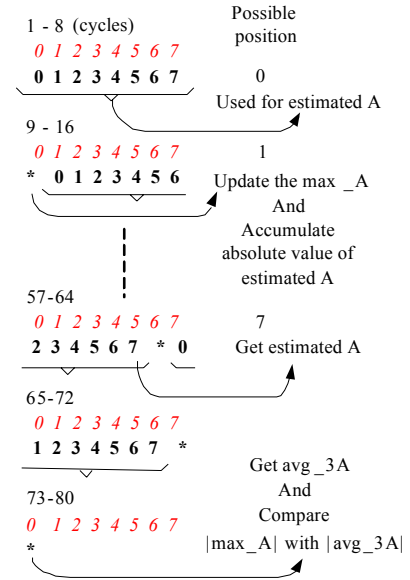 1 - 8 (cycles)
Possible
position
0 1 2 3 4 5 6 7
0 1 2 3 4 5 6 7
0
Used for estimated A
9 - 16
0 1 2 3 4 5 6 7
1
* 0 1 2 3 4 5 6
Update the max _A
And
Accumulate
absolute value of
estimated A
57-64
0 1 2 3 4 5 6 7
7
2 3 4 5 6 7 * 0
Get estimated A
65-72
0 1 2 3 4 5 6 7
1 2 3 4 5 6 7 *
73-80
0 1 2 3 4 5 6 7
*
Get avg _3A
And
Compare
|max_A| with |avg_3A|